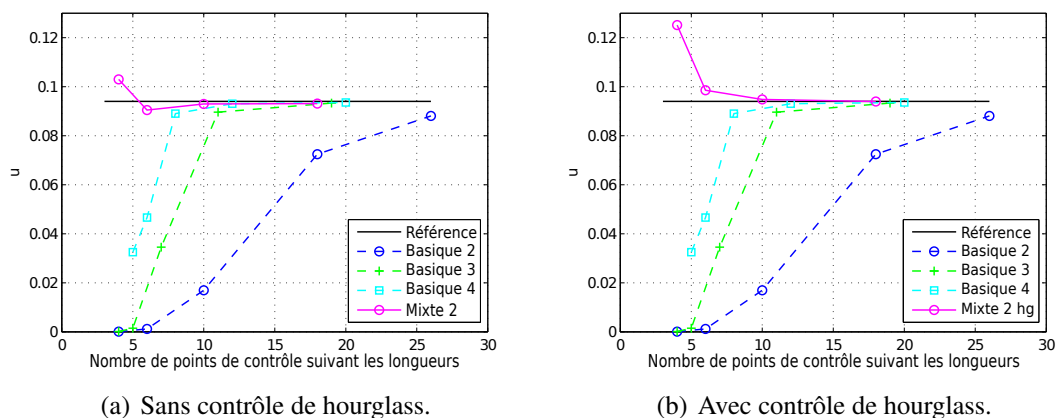 0.12
0.1
0.08
0.06
0.04
0.02
0
u
0 5 10 15 20 25 30
Nombre de points de contrôle suivant les longueurs
Référence
Basique 2
Basique 3
Basique 4
Mixte 2
(a) Sans contrôle de hourglass.
0.12
0.1
0.08
0.06
0.04
0.02
0
u
0 5 10 15 20 25 30
Nombre de points de contrôle suivant les longueurs
Référence
Basique 2
Basique 3
Basique 4
Mixte 2 hg
(b) Avec contrôle de hourglass.